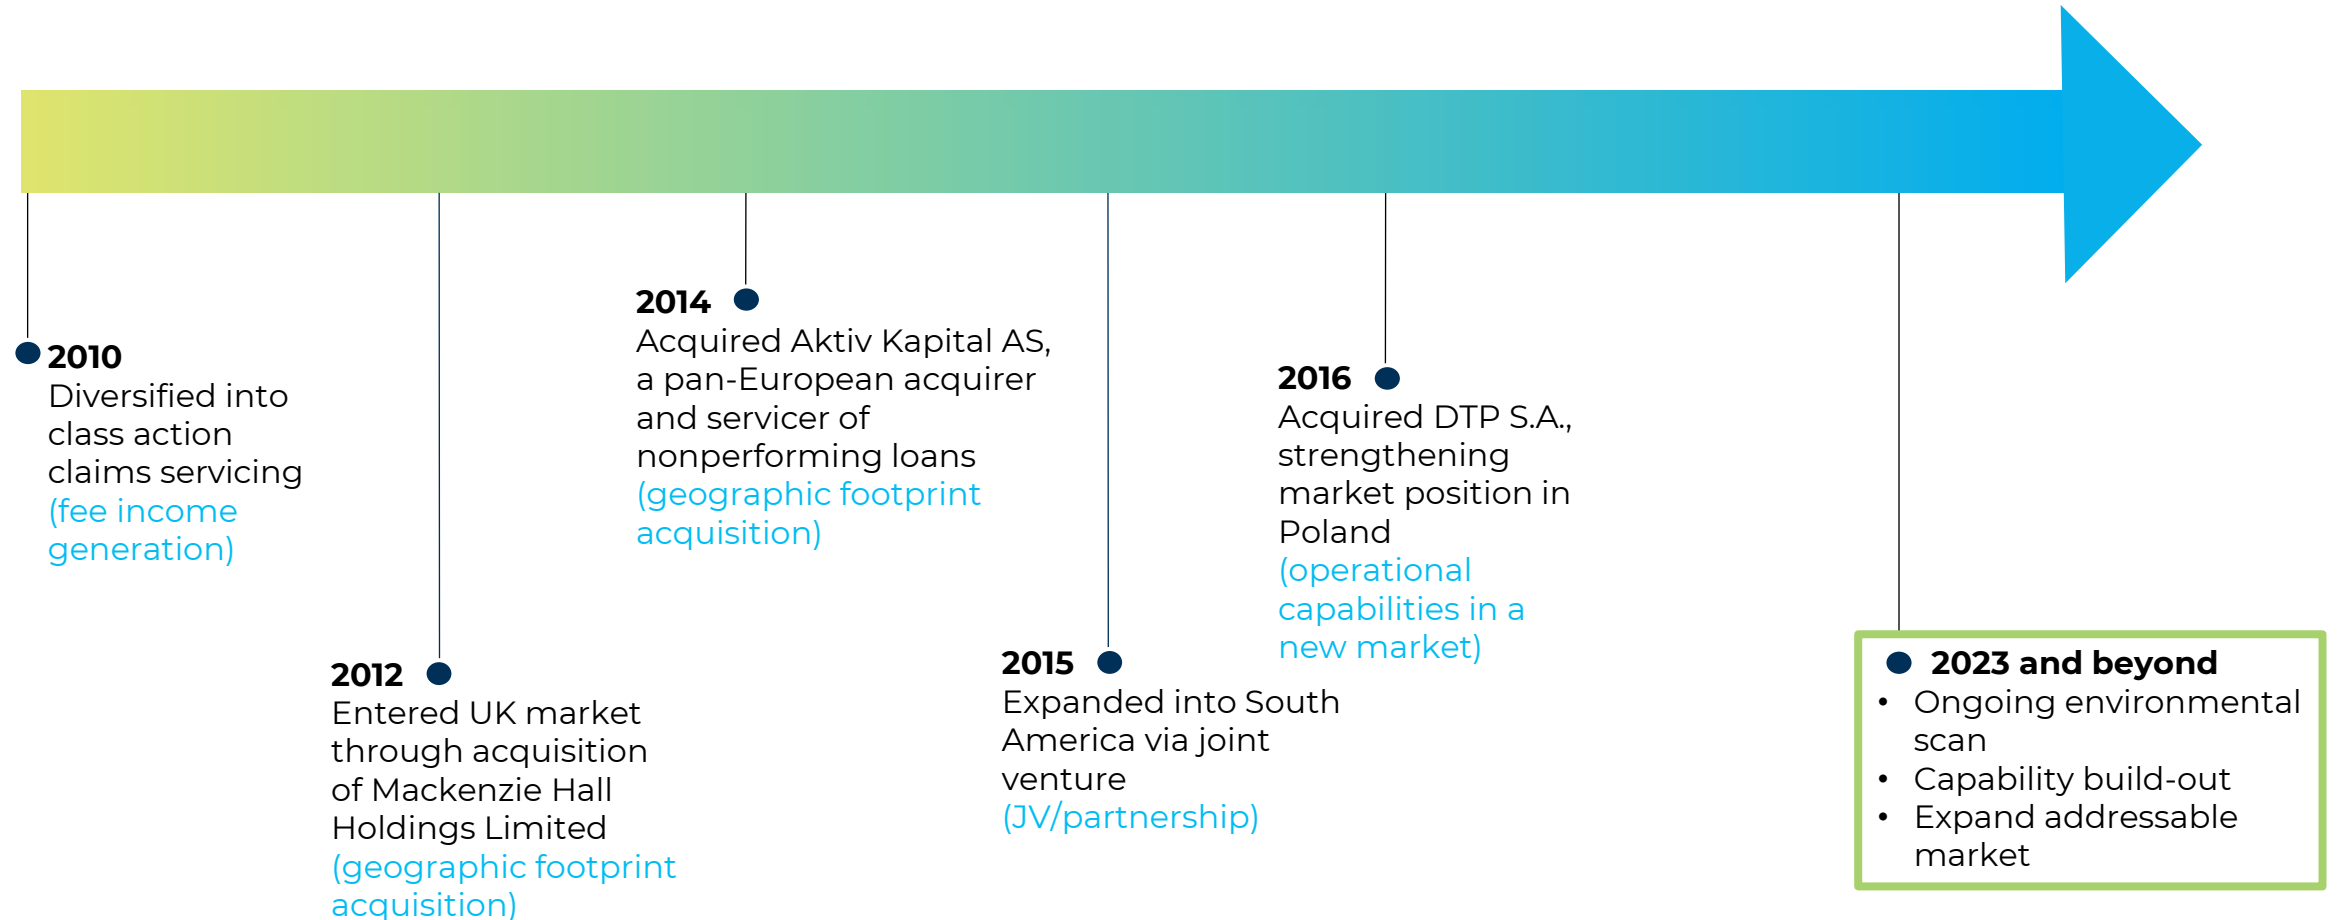 2010
Diversified into
class action
claims servicing
(fee income
generation)
2012
Entered UK market
through acquisition
of Mackenzie Hall
Holdings Limited
(geographic footprint
acquisition)
2014
Acquired Aktiv Kapital AS,
a pan-European acquirer
and servicer of
nonperforming loans
(geographic footprint
acquisition)
2015
Expanded into South
America via joint
venture
(JV/partnership)
2016
Acquired DTP S.A.,
strengthening
market position in
Poland
(operational
capabilities in a
new market)
2023 and beyond
• Ongoing environmental
scan
• Capability build-out
• Expand addressable
market